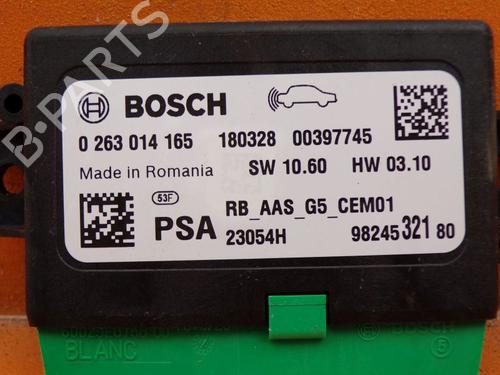 BOSCH
0 263 014 165 180328 00397745
Made in Romania SW 10.60 HW 03.10
53F
PSA RB_AAS_G5_CEM01
23054H 98245 321 80
BLANC
BOSCH
5
B-PARTS